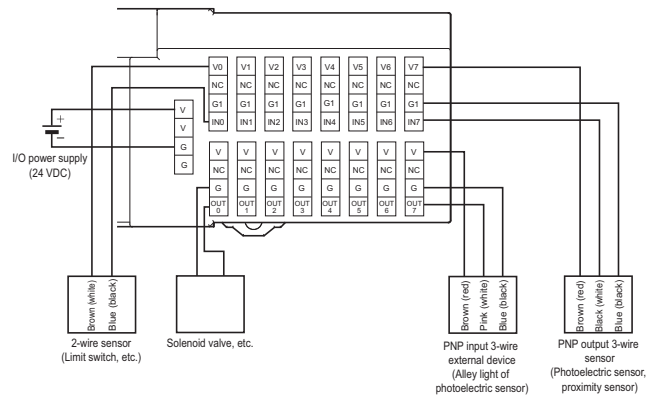 V0 V1 V2 V3 V4 V5 V6 V7
NC NC NC NC NC NC NC NC
G1 G1 G1 G1 G1 G1 G1 G1
IN0 IN1 IN2 IN3 IN4 IN5 IN6 IN7
V
V
G
G
+
−
I/O power supply
(24 VDC)
V V V V V V V V
NC NC NC NC NC NC NC NC
G G G G G G G G
OUT 0 OUT 1 OUT 2 OUT 3 OUT 4 OUT 5 OUT 6 OUT 7
Brown (white)
Blue (black)
2-wire sensor
(Limit switch, etc.)
Solenoid valve, etc.
Brown (red)
Pink (white)
Blue (black)
PNP input 3-wire
external device
(Alley light of
photoelectric sensor)
Brown (red)
Black (white)
Blue (black)
PNP output 3-wire
sensor
(Photoelectric sensor,
proximity sensor)